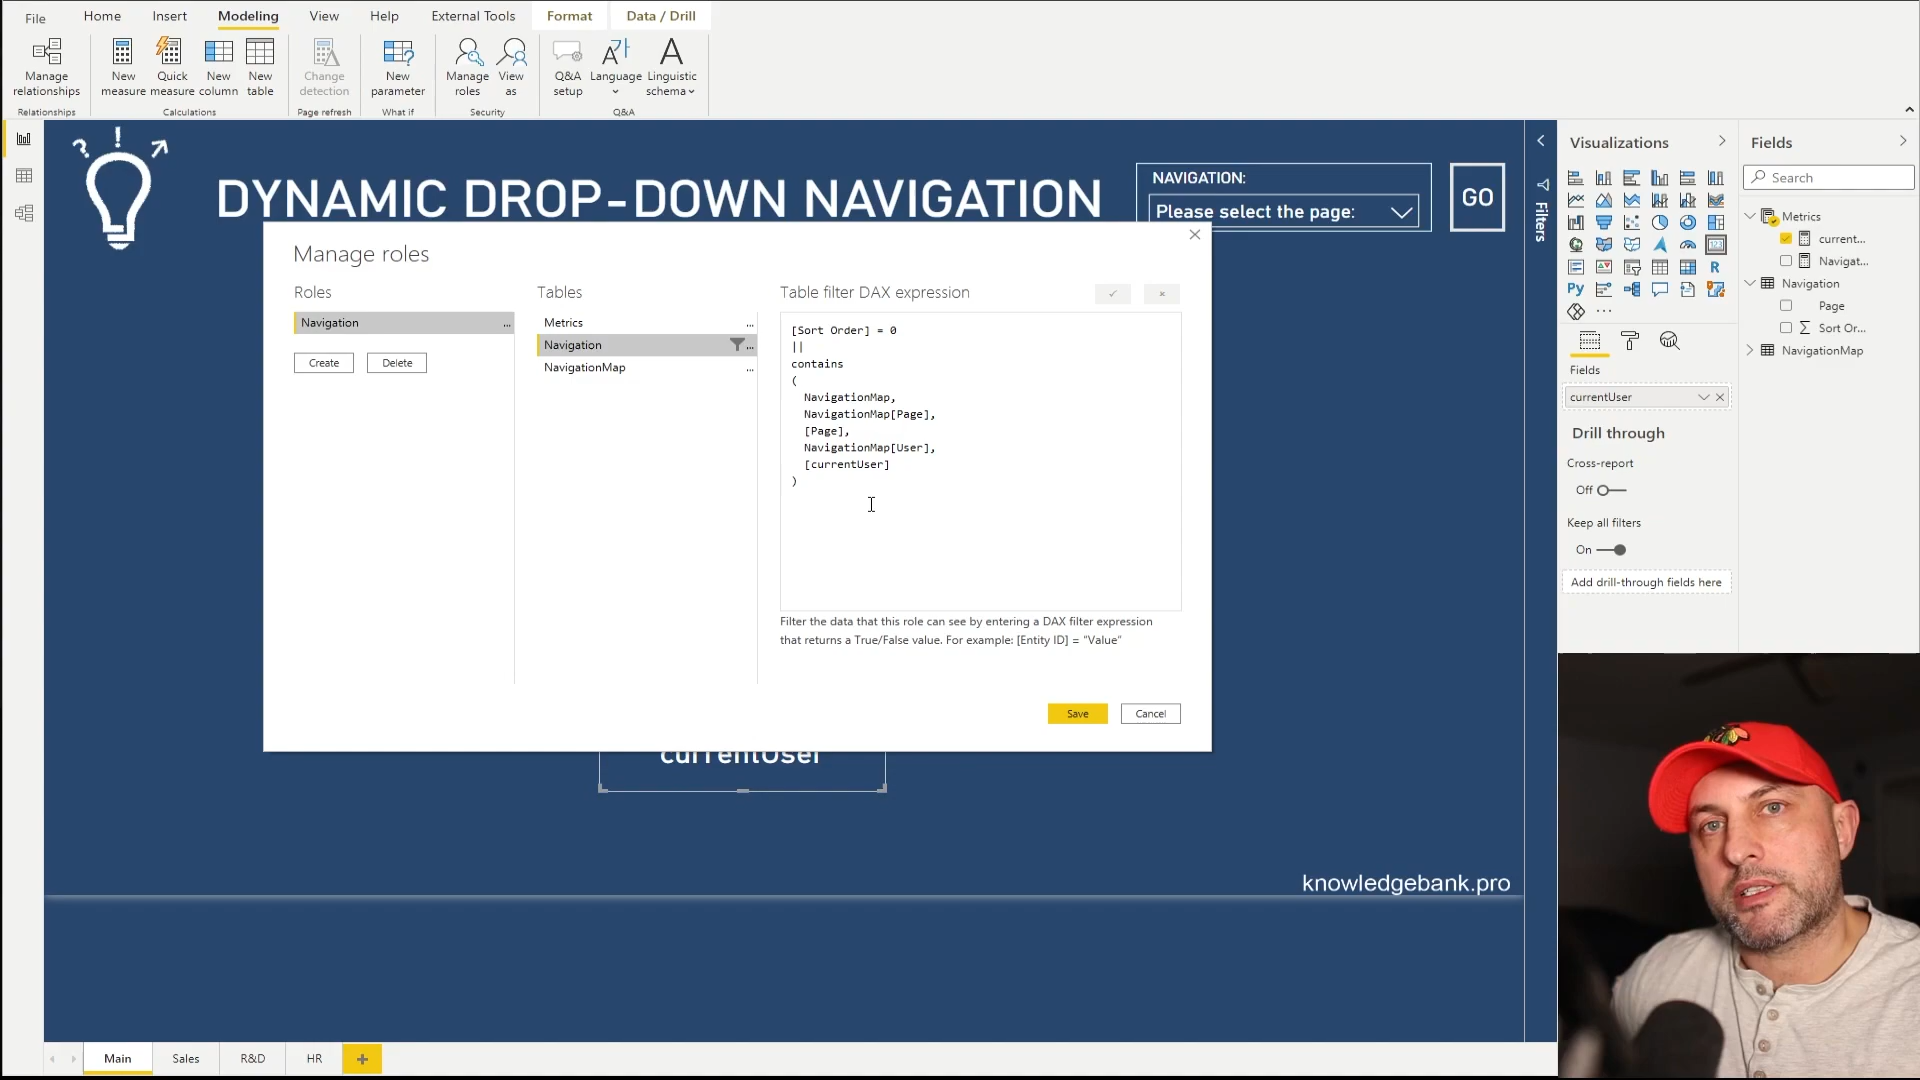 File
Home
Insert
Modeling
View
Help
External Tools
Format
Data / Drill
Manage
relationships
New
measure
Quick
measure
New
column
New
table
Change
detection
New
parameter
Manage
roles
View
as
Q&A
setup
Language
Linguistic
schema
Relationships
Calculations
Page refresh
What if
Security
Q&A
DYNAMIC DROP-DOWN NAVIGATION
NAVIGATION:
Please select the page:
GO
Filters
Manage roles
Roles
Navigation
...
Create
Delete
Tables
Metrics
...
Navigation
...
NavigationMap
...
Table filter DAX expression
[Sort Order] = 0
||
contains
(
NavigationMap,
NavigationMap[Page],
[Page],
NavigationMap[User],
[currentUser]
)
Filter the data that this role can see by entering a DAX filter expression
that returns a True/False value. For example: [Entity ID] = "Value"
Save
Cancel
currentUser
knowledgebank.pro
Visualizations
R
Py
...
Fields
currentUser
Drill through
Cross-report
Off
Keep all filters
On
Add drill-through fields here
Fields
Search
Metrics
current...
Navigat...
Navigation
Page
Sort Or...
NavigationMap
Main
Sales
R&D
HR
+